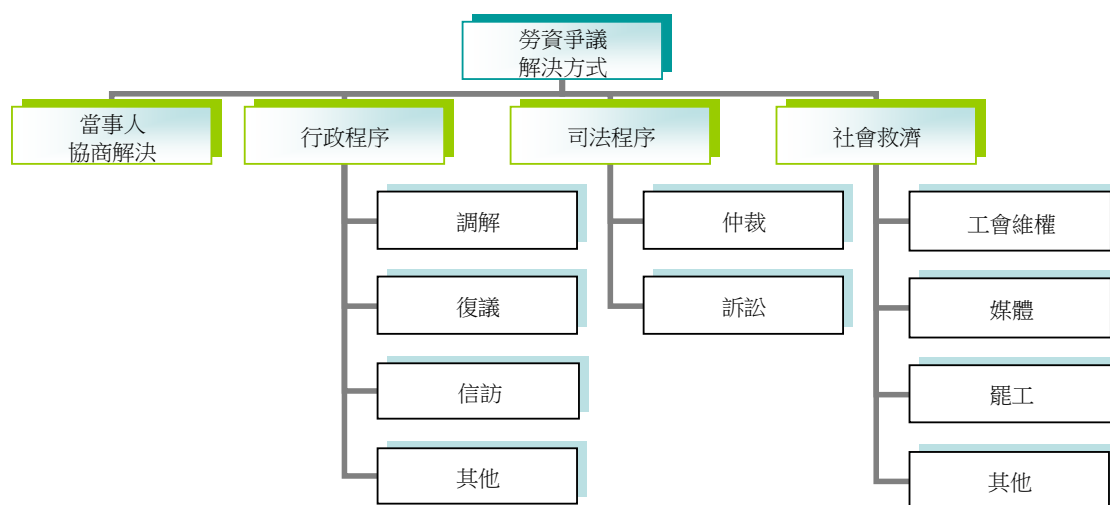 勞資爭議
解決方式
當事人
協商解決
行政程序
司法程序
社會救濟
調解
仲裁
工會維權
復議
訴訟
媒體
信訪
罷工
其他
其他